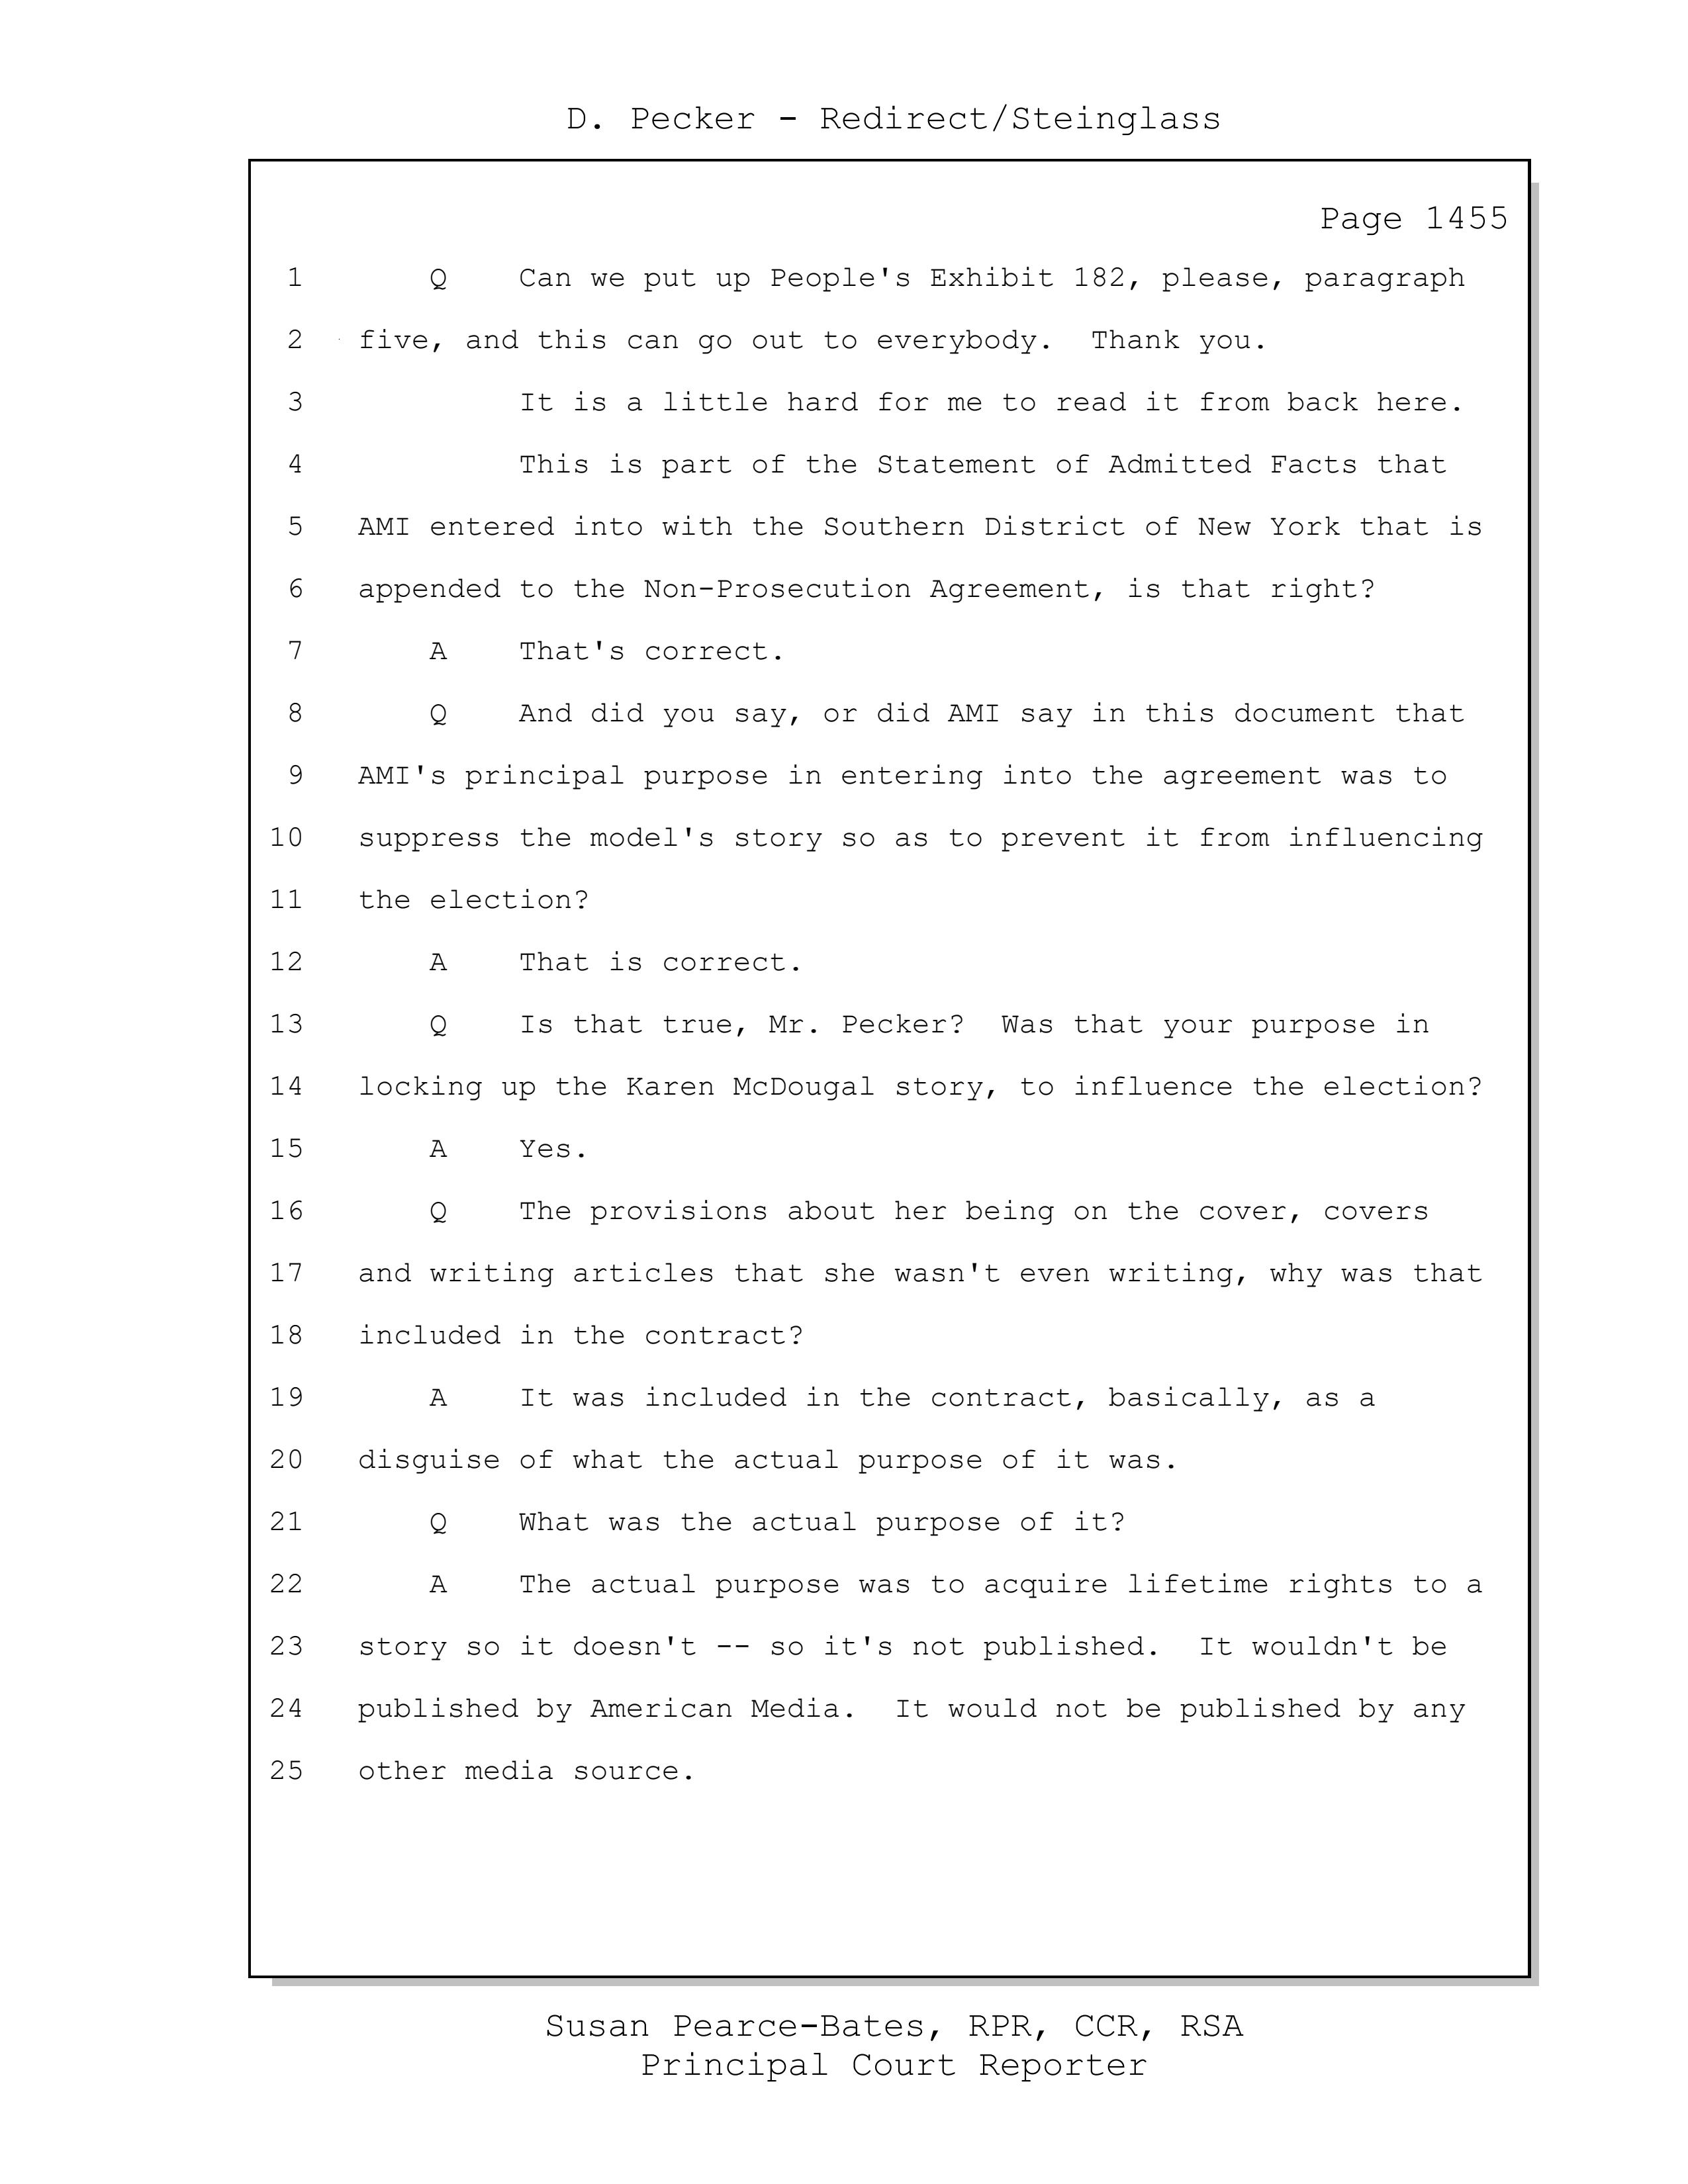 D. Pecker - Redirect/Steinglass
Page 1455
1 Q Can we put up People's Exhibit 182, please, paragraph
2 five, and this can go out to everybody. Thank you.
3 It is a little hard for me to read it from back here.
4 This is part of the Statement of Admitted Facts that
5 AMI entered into with the Southern District of New York that is
6 appended to the Non-Prosecution Agreement, is that right?
7 A That's correct.
8 Q And did you say, or did AMI say in this document that
9 AMI's principal purpose in entering into the agreement was to
10 suppress the model's story so as to prevent it from influencing
11 the election?
12 A That is correct.
13 Q Is that true, Mr. Pecker? Was that your purpose in
14 locking up the Karen McDougal story, to influence the election?
15 A Yes.
16 Q The provisions about her being on the cover, covers
17 and writing articles that she wasn't even writing, why was that
18 included in the contract?
19 A It was included in the contract, basically, as a
20 disguise of what the actual purpose of it was.
21 Q What was the actual purpose of it?
22 A The actual purpose was to acquire lifetime rights to a
23 story so it doesn't -- so it's not published. It wouldn't be
24 published by American Media. It would not be published by any
25 other media source.
Susan Pearce-Bates, RPR, CCR, RSA
Principal Court Reporter